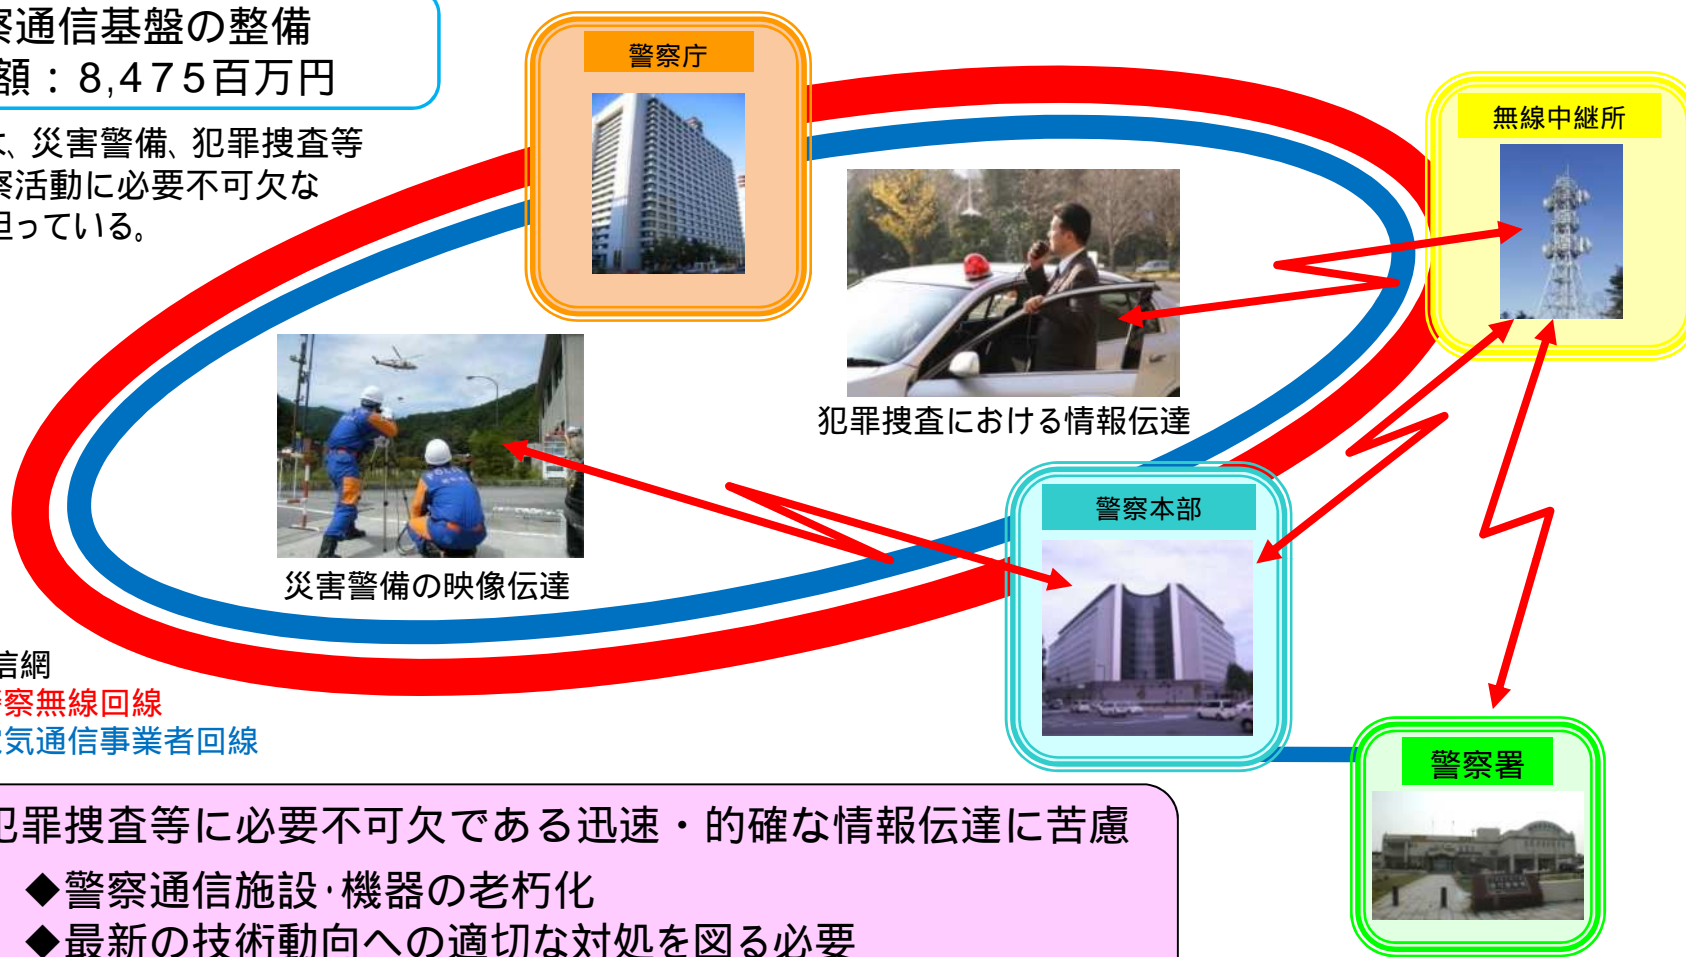 察通信基盤の整備
額：8,475百万円
は、災害警備、犯罪捜査等
察活動に必要不可欠な
担っている。
警察庁
無線中継所
犯罪捜査における情報伝達
災害警備の映像伝達
警察本部
信網
警察無線回線
電気通信事業者回線
警察署
犯罪捜査等に必要不可欠である迅速・的確な情報伝達に苦慮
◆警察通信施設・機器の老朽化
◆最新の技術動向への適切な対処を図る必要